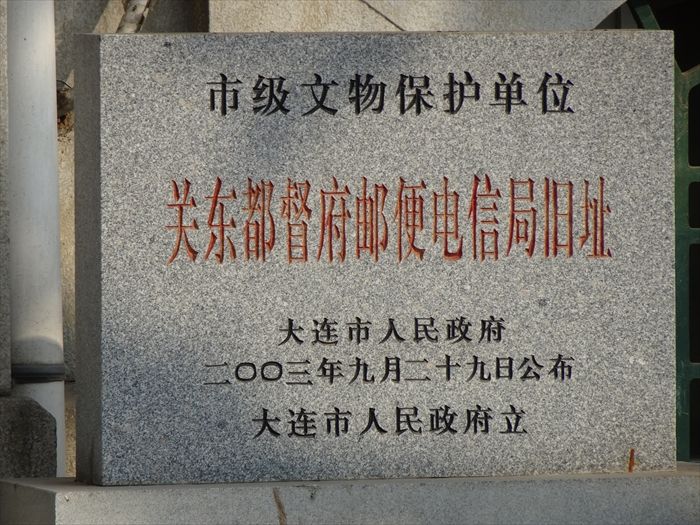 市级文物保护单位
关东都督府邮便电信局旧址
大连市人民政府
二〇〇三年九月二十九日公布
大连市人民政府立